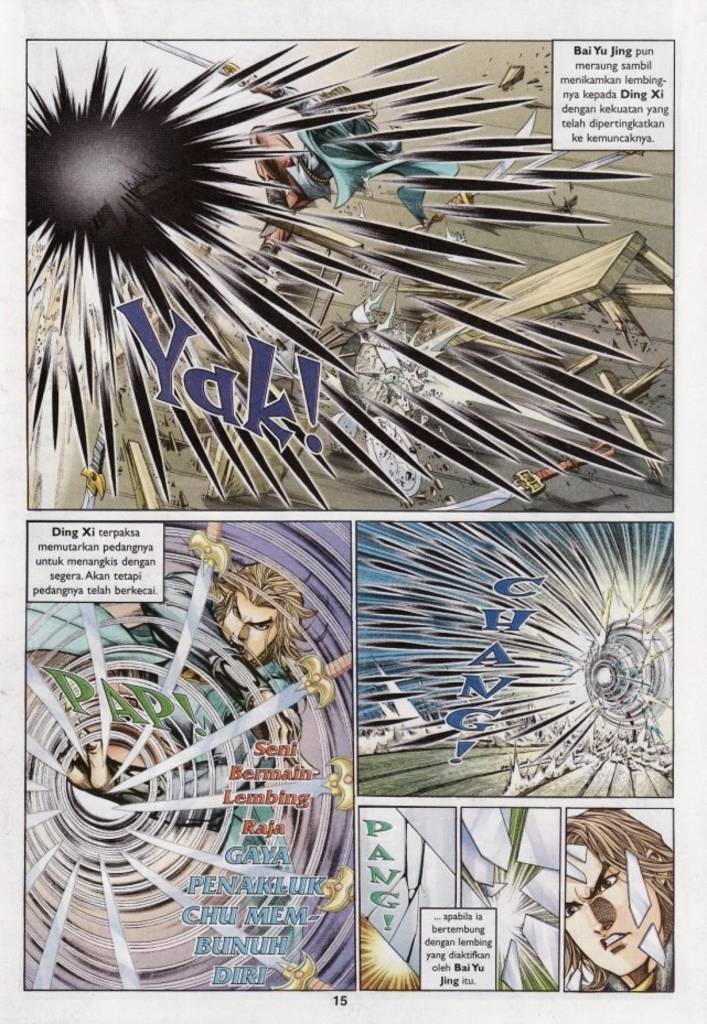 Bai Yu Jing pun
meraung sambil
menikamkan lembing-
nya kepada Ding Xi
dengan kekuatan yang
telah dipertingkatkan
ke kemuncaknya.
Yak!
Ding Xi terpaksa
memutarkan pedangnya
untuk menangkis dengan
segera. Akan tetapi
pedangnya telah berkecai.
PAP!
Seni
Bermain-
Lembing
Raja
GAYA
PENAKLUK
CHU MEM-
BUNUH
DIRI
CHANG!
PANG!
... apabila ia
bertembung
dengan lembing
yang diaktifkan
oleh Bai Yu
Jing itu.
15